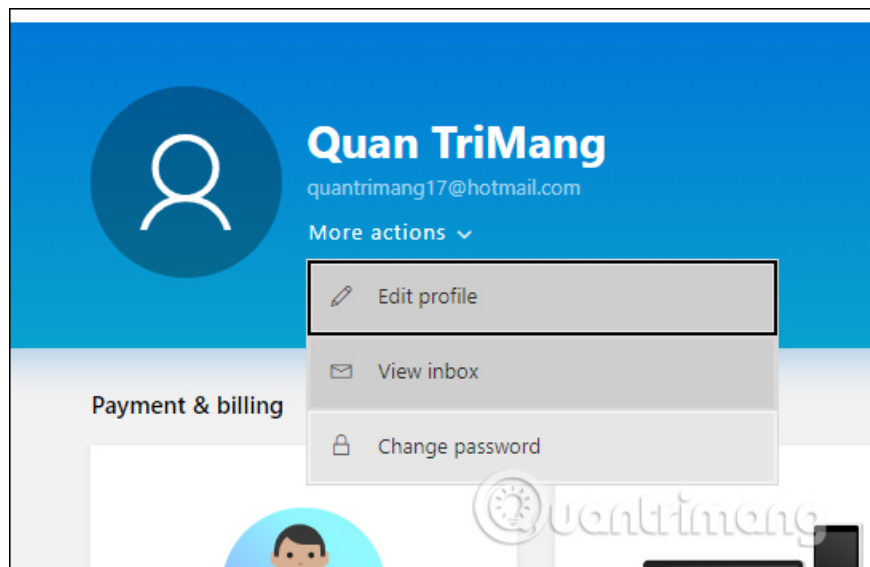 Quan TriMang
quantrimang17@hotmail.com
More actions
Edit profile
View inbox
Payment & billing
Change password
Quantrimang